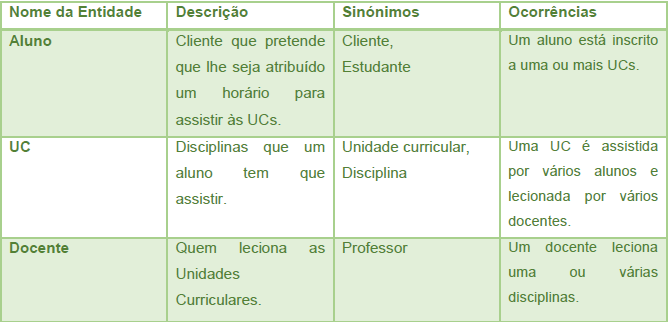 Nome da Entidade Descrição Sinónimos Ocorrências
Aluno
Cliente que pretende
que lhe seja atribuído
um horário para
assistir às UCs.
Cliente,
Estudante
Um aluno está inscrito
a uma ou mais UCs.
UC
Disciplinas que um
aluno tem que
assistir.
Unidade curricular,
Disciplina
Uma UC é assistida
por vários alunos e
lecionada por vários
docentes.
Docente
Quem leciona as
Unidades
Curriculares.
Professor
Um docente leciona
uma ou várias
disciplinas.